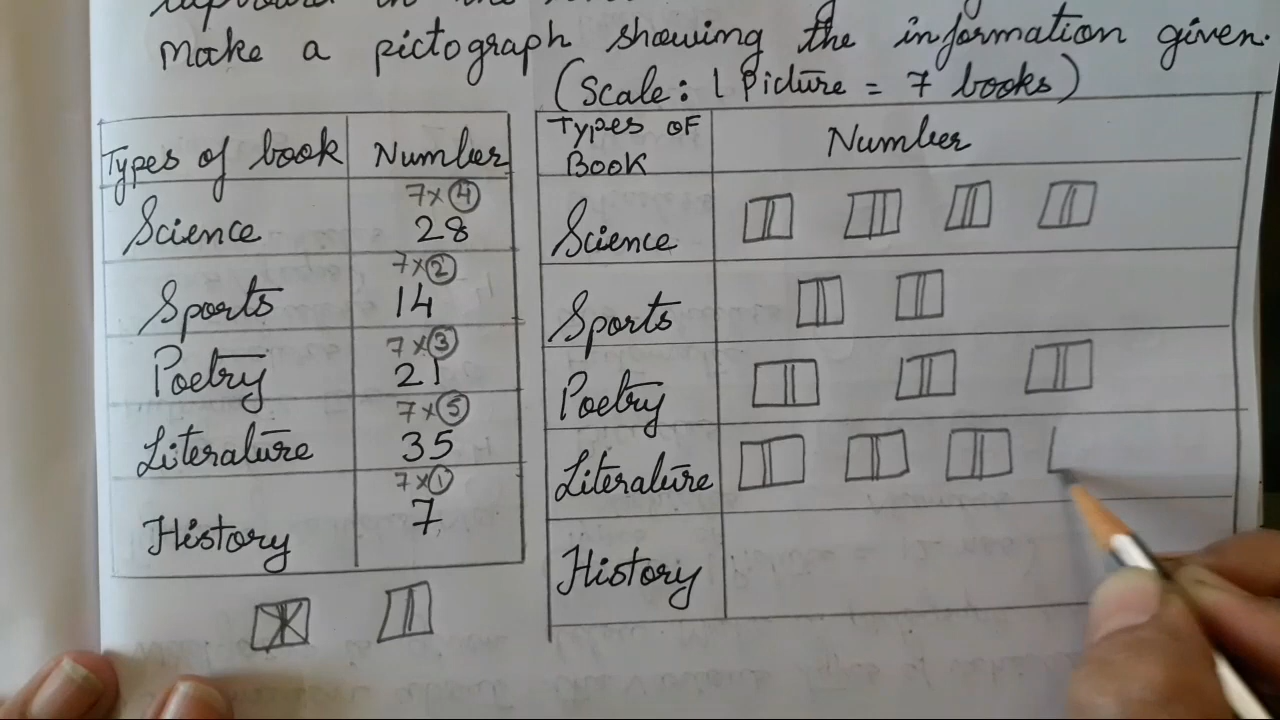 in the
Make a pictograph showing the information given.
(Scale: 1 Picture = 7 books)
Types of book Number
Science 7×4 28
Sports 7×2 14
Poetry 7×3 21
Literature 7×5 35
History 7×1 7
Types OF Book Number
Science
Sports
Poetry
Literature
History